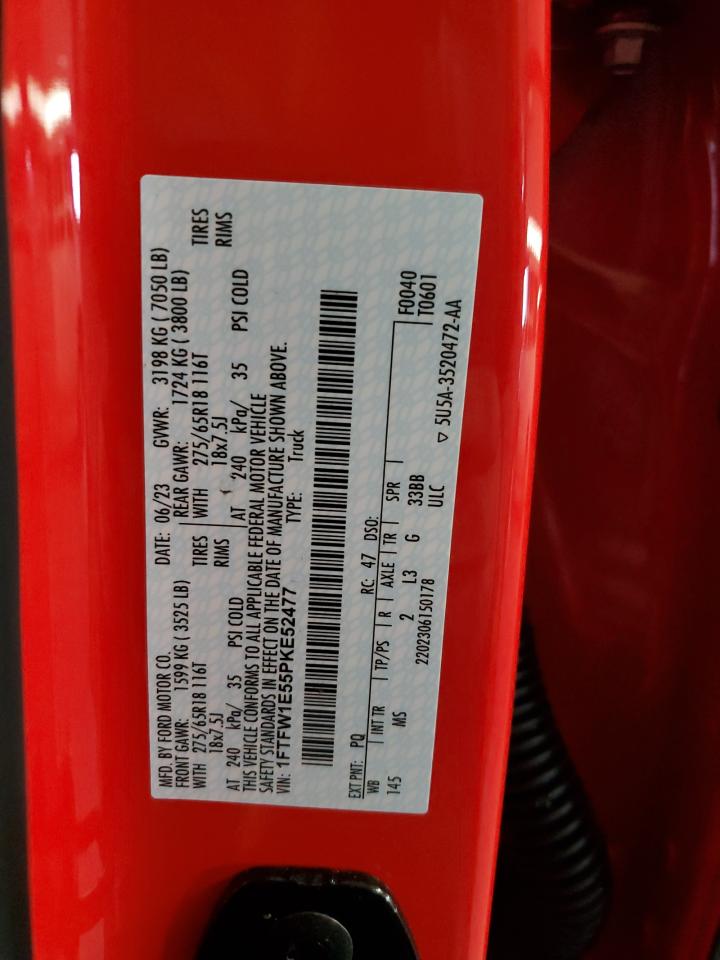 MFD. BY FORD MOTOR CO. DATE: 06/23 GVWR: 3198 KG ( 7050 LB)
FRONT GAWR: 1599 KG ( 3525 LB) REAR GAWR: 1724 KG ( 3800 LB)
WITH 275/65R18 116T TIRES WITH 275/65R18 116T TIRES
18x7.5J RIMS 18x7.5J RIMS
AT 240 kPa/ 35 PSI COLD AT 240 kPa/ 35 PSI COLD
THIS VEHICLE CONFORMS TO ALL APPLICABLE FEDERAL MOTOR VEHICLE
SAFETY STANDARDS IN EFFECT ON THE DATE OF MANUFACTURE SHOWN ABOVE.
VIN: 1FTFW1E55PKE52477 TYPE: Truck
EXT PNT: PQ RC: 47 DSO: F0040
WB INT TR TP/PS R AXLE TR SPR T0601
145 MS 2 L3 G 33BB
2202306150178 ULC ▽ 5U5A-3520472-AA